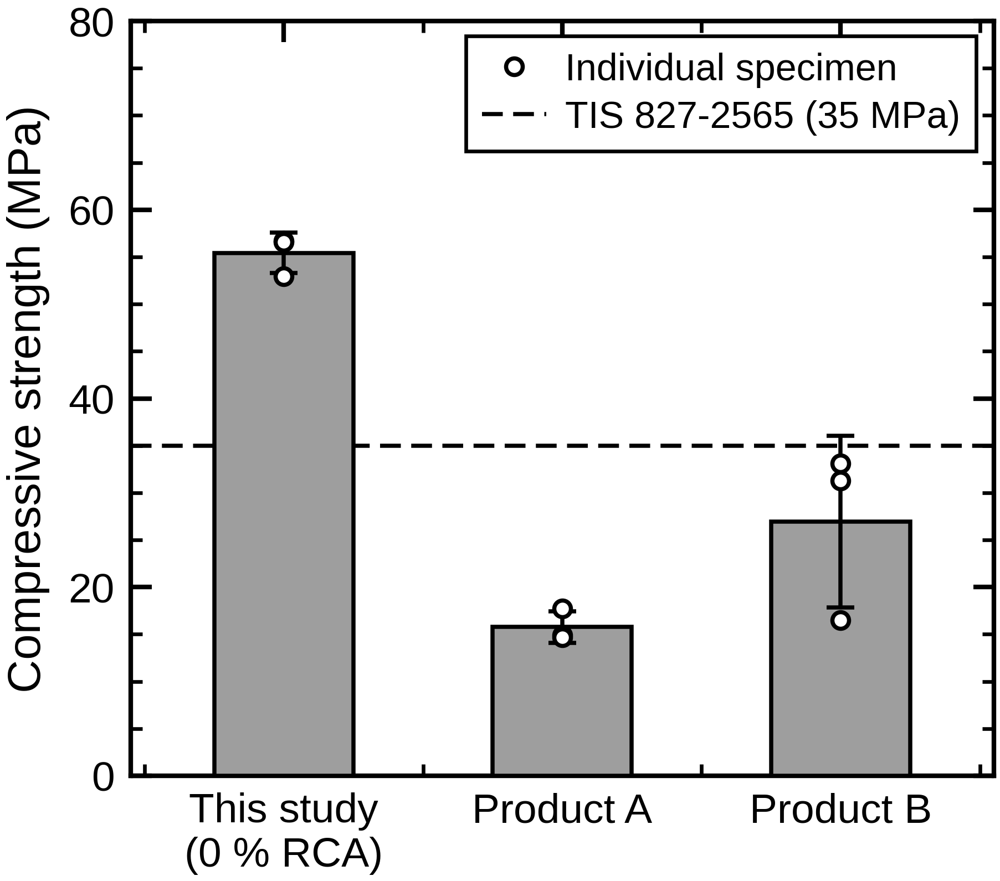 Compressive strength (MPa)
80
60
40
20
0
Individual specimen
TIS 827-2565 (35 MPa)
This study
(0 % RCA)
Product A
Product B